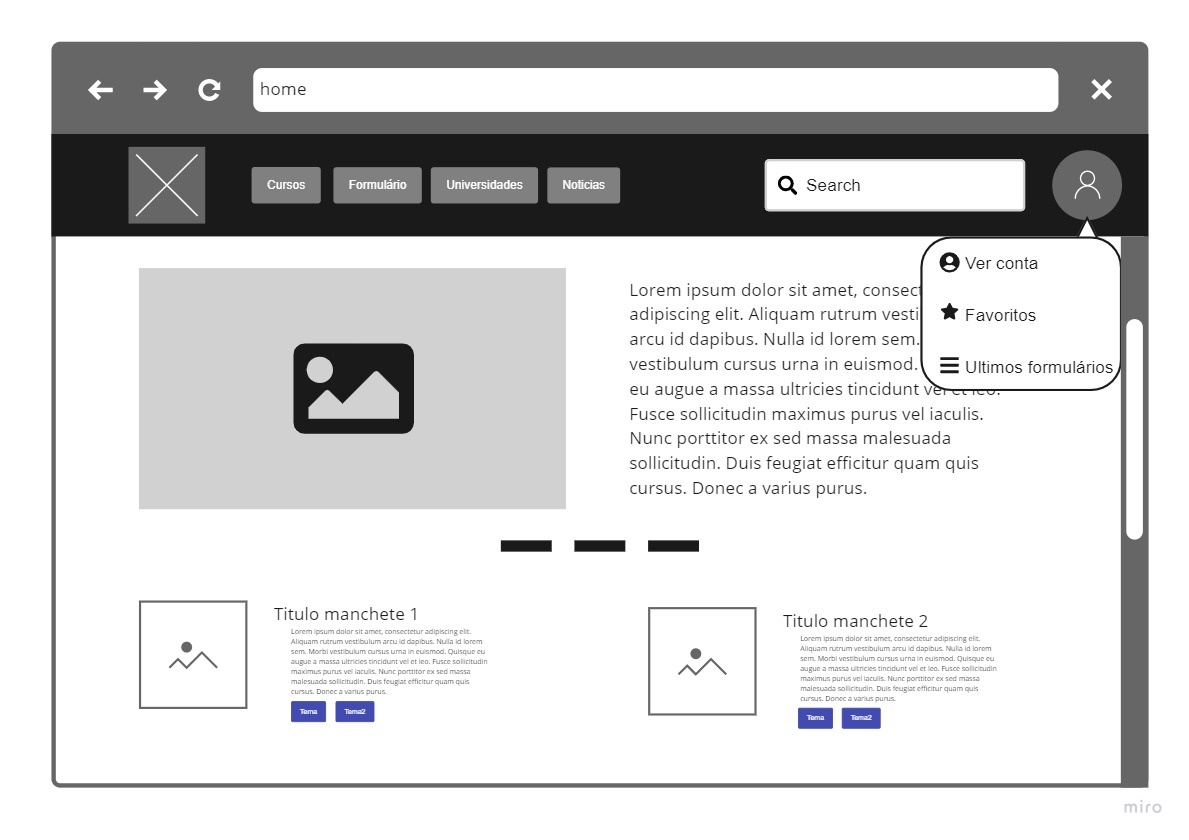 home
Cursos
Formulário
Universidades
Noticias
Search
Ver conta
Favoritos
Ultimos formulários
Lorem ipsum dolor sit amet, consect
adipiscing elit. Aliquam rutrum vesti
arcu id dapibus. Nulla id lorem sem.
vestibulum cursus urna in euismod.
eu augue a massa ultricies tincidunt vel et leo.
Fusce sollicitudin maximus purus vel iaculis.
Nunc porttitor ex sed massa malesuada
sollicitudin. Duis feugiat efficitur quam quis
cursus. Donec a varius purus.
Titulo manchete 1
Lorem ipsum dolor sit amet, consectetur adipiscing elit.
Aliquam rutrum vestibulum arcu id dapibus. Nulla id lorem
sem. Morbi vestibulum cursus urna in euismod. Quisque eu
augue a massa ultricies tincidunt vel et leo. Fusce sollicitudin
maximus purus vel iaculis. Nunc porttitor ex sed massa
malesuada sollicitudin. Duis feugiat efficitur quam quis
cursus. Donec a varius purus.
Tema
Tema2
Titulo manchete 2
Lorem ipsum dolor sit amet, consectetur adipiscing elit.
Aliquam rutrum vestibulum arcu id dapibus. Nulla id lorem
sem. Morbi vestibulum cursus urna in euismod. Quisque eu
augue a massa ultricies tincidunt vel et leo. Fusce sollicitudin
maximus purus vel iaculis. Nunc porttitor ex sed massa
malesuada sollicitudin. Duis feugiat efficitur quam quis
cursus. Donec a varius purus.
Tema
Tema2
miro